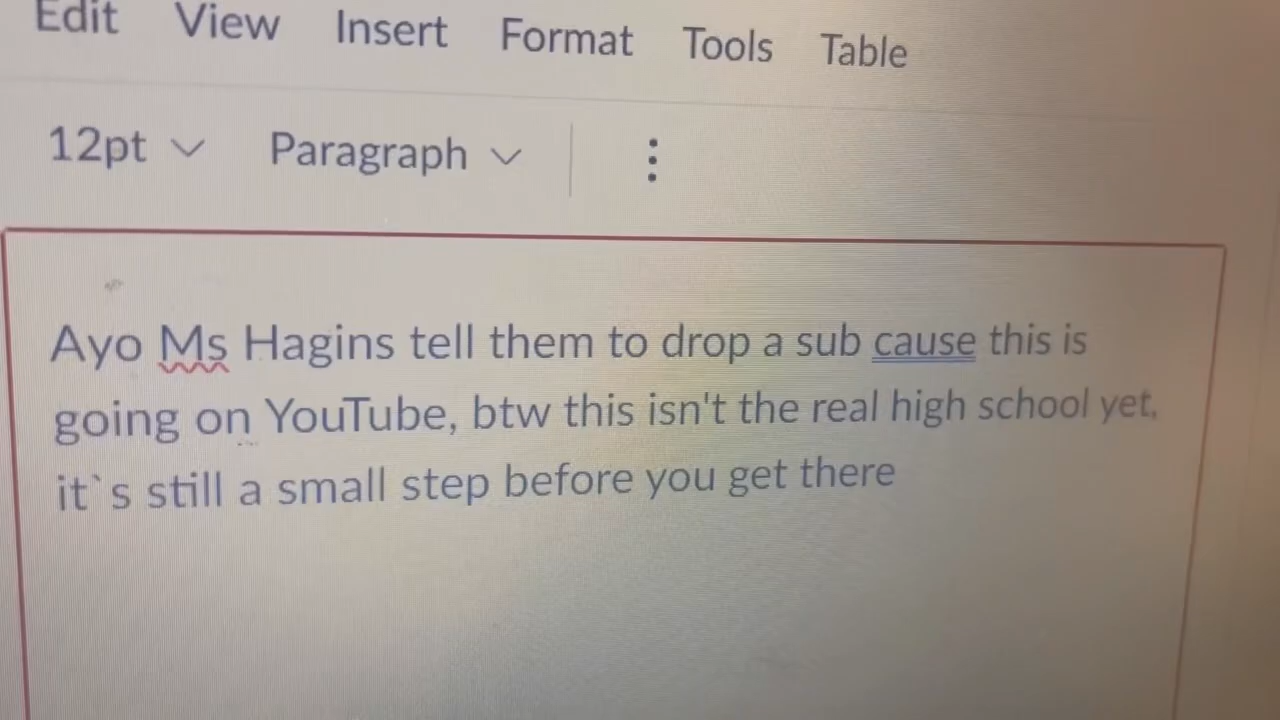 Edit View Insert Format Tools Table
12pt Paragraph
Ayo Ms Hagins tell them to drop a sub cause this is
going on YouTube, btw this isn't the real high school yet,
it`s still a small step before you get there